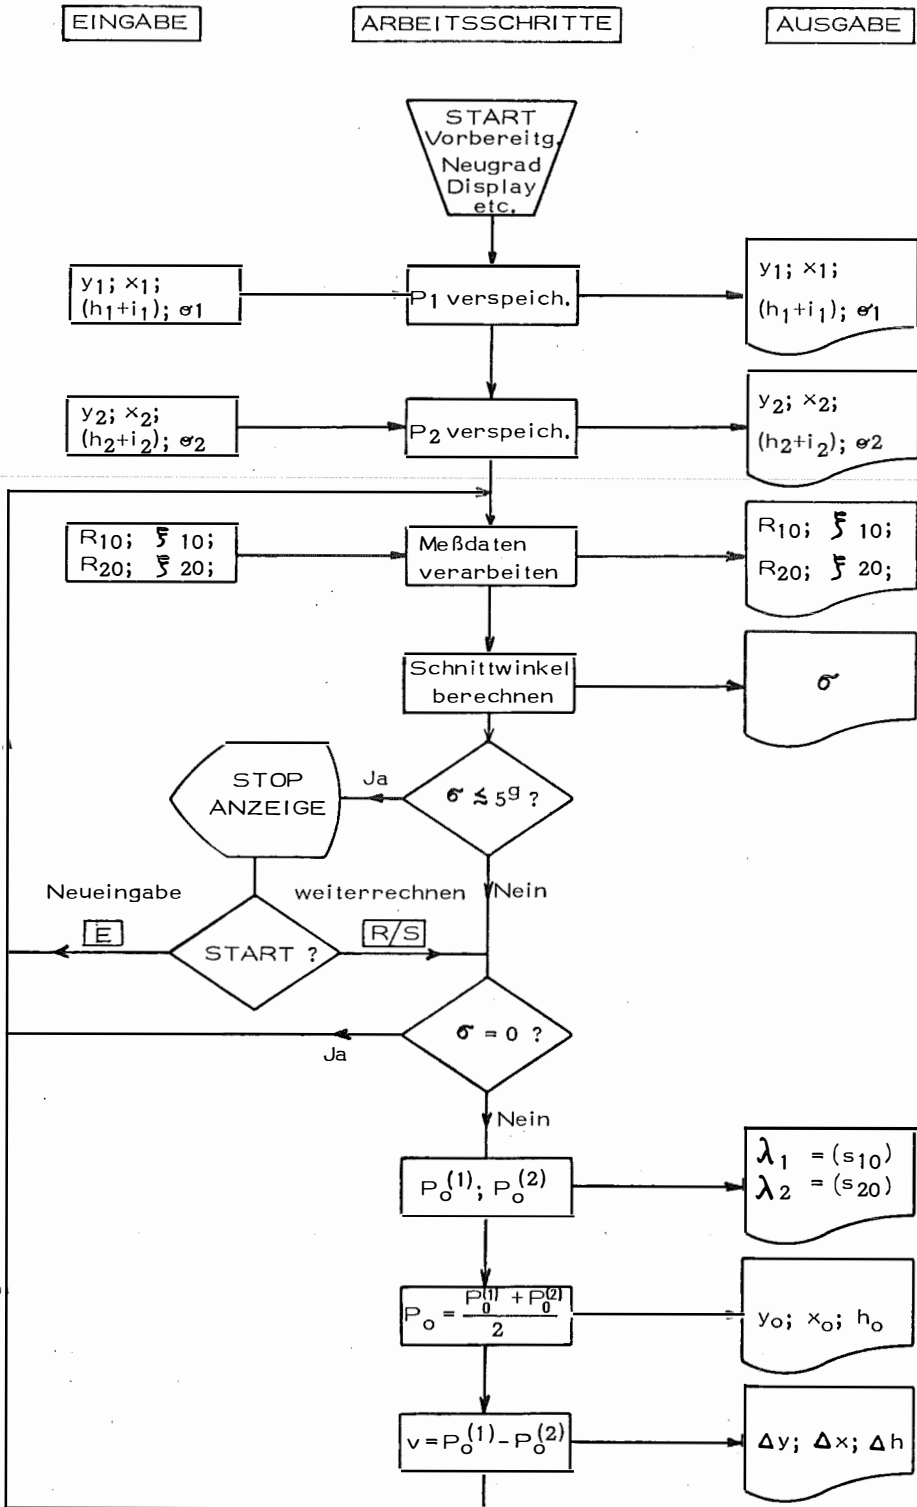 EINGABE
ARBEITSSCHRITTE
AUSGABE
START
Vorbereitg.
Neugrad
Display
etc.
y1; x1;
(h1+i1); σ1
P1 verspeich.
y1; x1;
(h1+i1); σ1
y2; x2;
(h2+i2); σ2
P2 verspeich.
y2; x2;
(h2+i2); σ2
R10; ξ 10;
R20; ξ 20;
Meßdaten
verarbeiten
R10; ξ 10;
R20; ξ 20;
Schnittwinkel
berechnen
σ
STOP
ANZEIGE
Ja
σ ≦ 5g ?
Neueingabe
weiterrechnen
Nein
E
START ?
R/S
σ = 0 ?
Ja
Nein
Po(1); Po(2)
λ1 = (s10)
λ2 = (s20)
Po = P0(1) + P0(2) / 2
yo; xo; ho
v = Po(1) - Po(2)
Δy; Δx; Δh